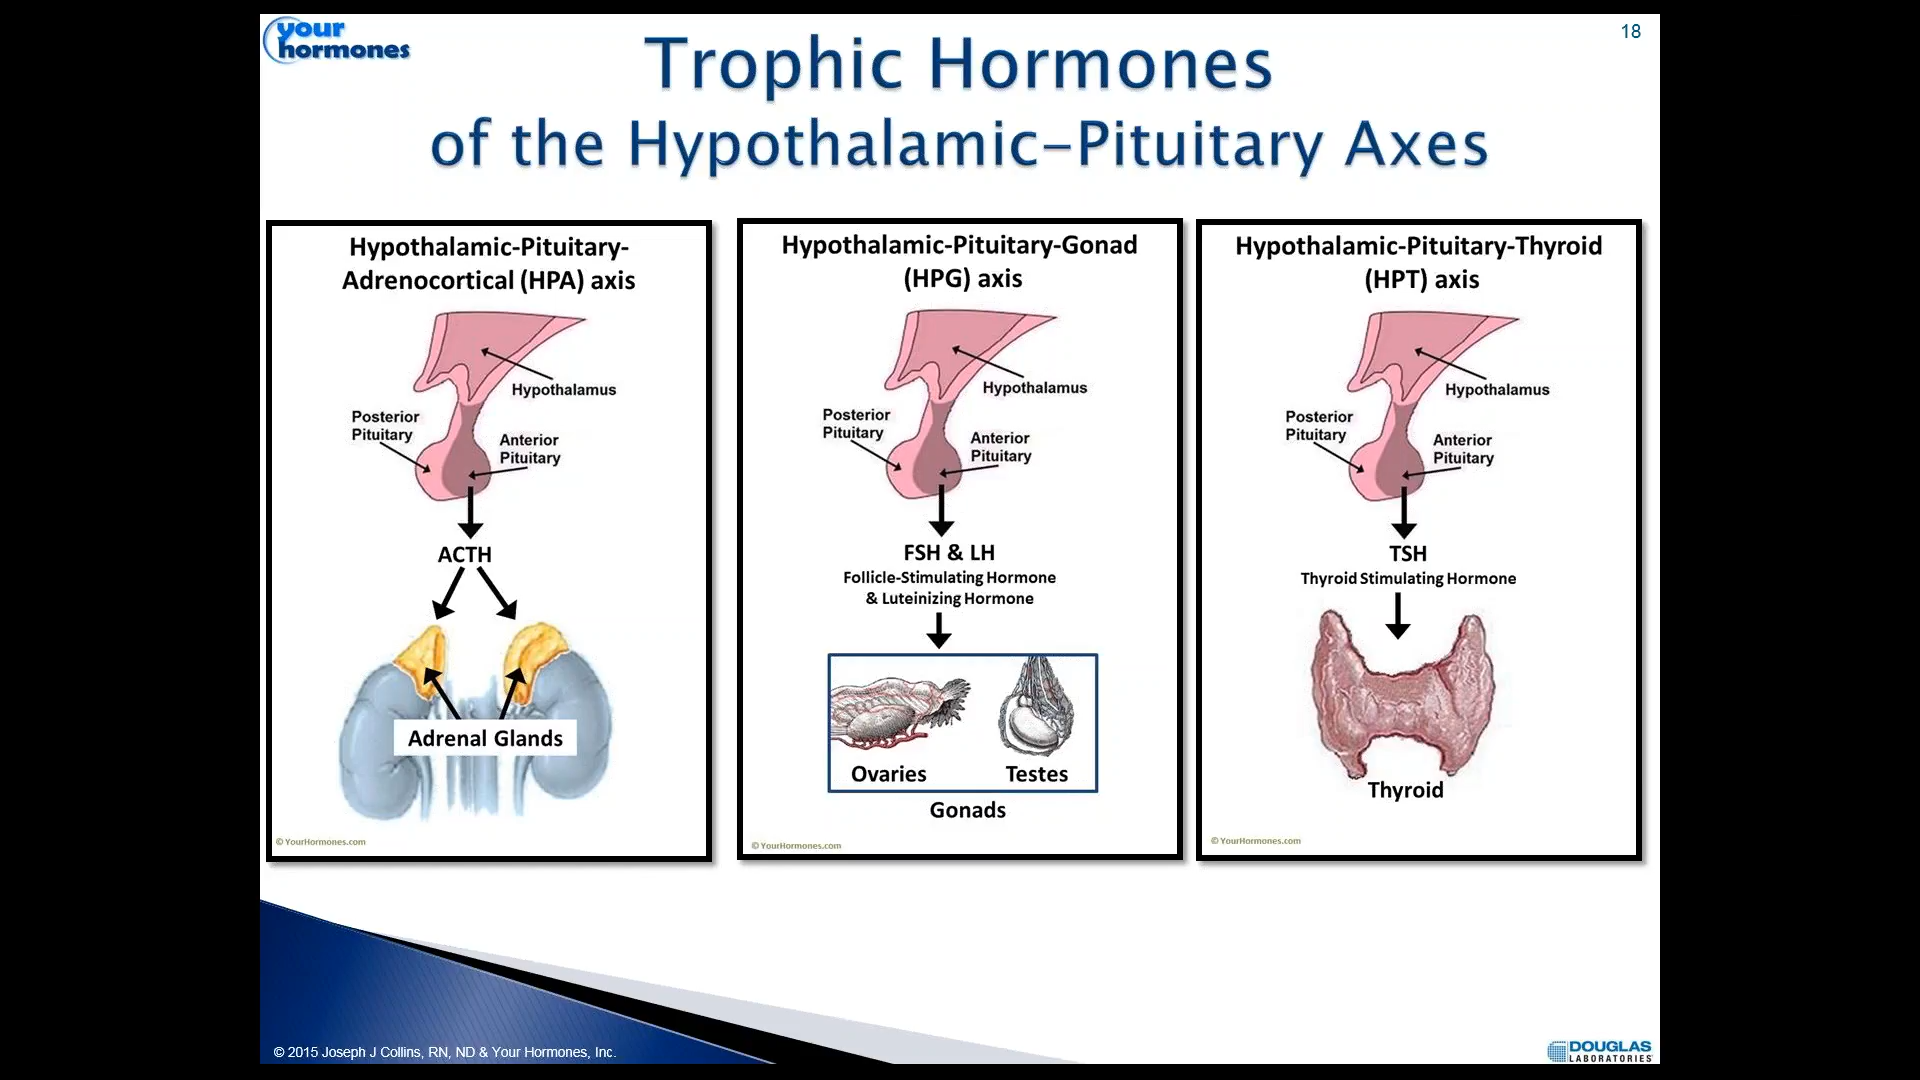 your
hormones
18
Trophic Hormones
of the Hypothalamic-Pituitary Axes
Hypothalamic-Pituitary-
Adrenocortical (HPA) axis
Hypothalamus
Posterior
Pituitary
Anterior
Pituitary
ACTH
Adrenal Glands
© YourHormones.com
Hypothalamic-Pituitary-Gonad
(HPG) axis
Hypothalamus
Posterior
Pituitary
Anterior
Pituitary
FSH & LH
Follicle-Stimulating Hormone
& Luteinizing Hormone
Ovaries
Testes
Gonads
© YourHormones.com
Hypothalamic-Pituitary-Thyroid
(HPT) axis
Hypothalamus
Posterior
Pituitary
Anterior
Pituitary
TSH
Thyroid Stimulating Hormone
Thyroid
© YourHormones.com
© 2015 Joseph J Collins, RN, ND & Your Hormones, Inc.
DOUGLAS
LABORATORIES